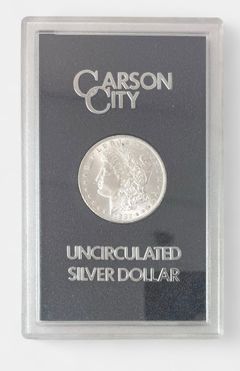 CARSON
CITY
UNCIRCULATED
SILVER DOLLAR